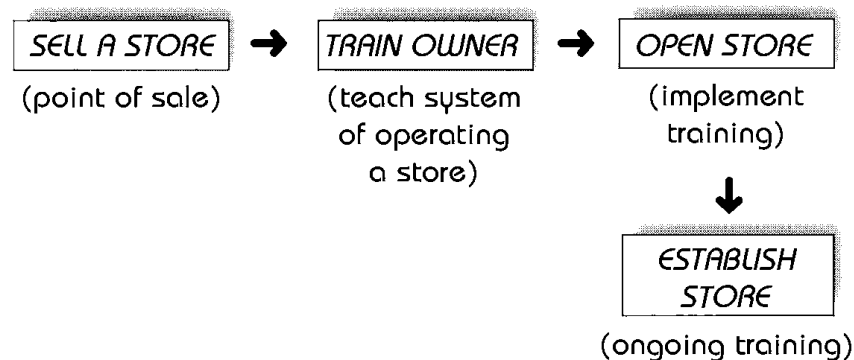 SELL A STORE
(point of sale)
TRAIN OWNER
(teach system
of operating
a store)
OPEN STORE
(implement
training)
ESTABLISH
STORE
(ongoing training)